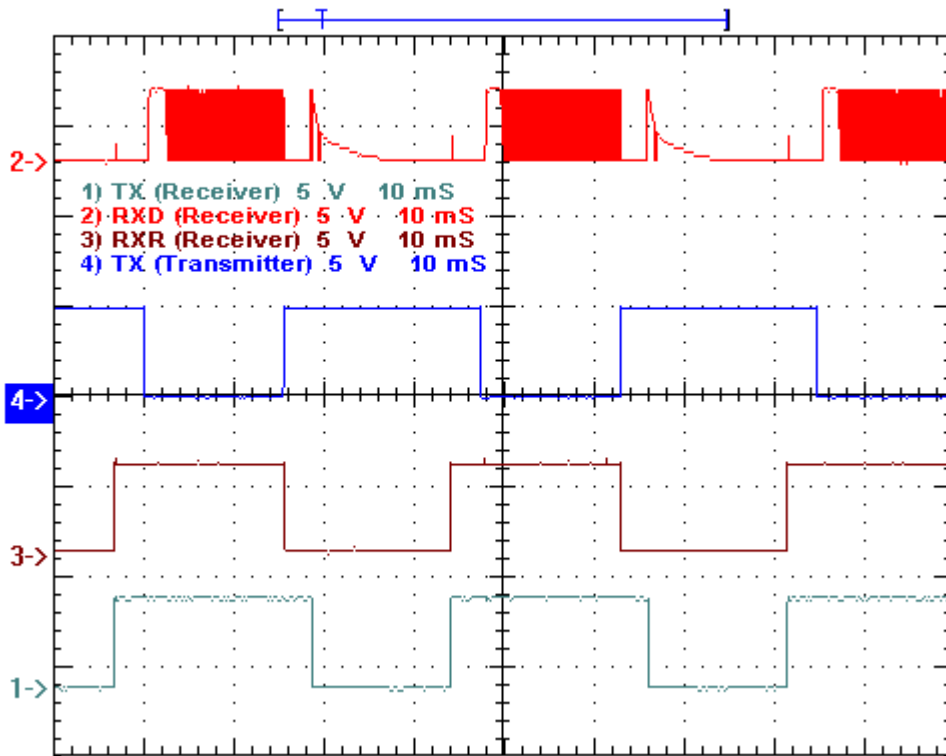 T
2->
1) TX (Receiver) 5 V 10 mS
2) RXD (Receiver) 5 V 10 mS
3) RXR (Receiver) 5 V 10 mS
4) TX (Transmitter) .5 V 10 mS
4->
3->
1->